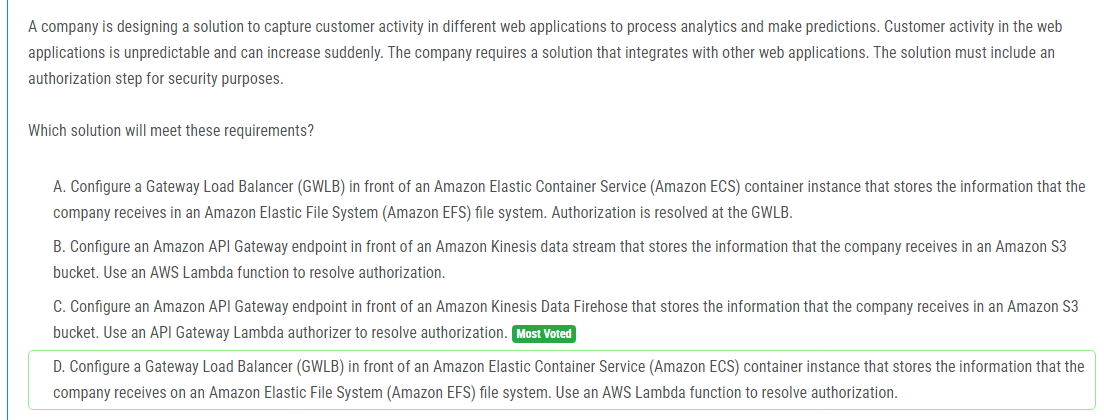 A company is designing a solution to capture customer activity in different web applications to process analytics and make predictions. Customer activity in the web
applications is unpredictable and can increase suddenly. The company requires a solution that integrates with other web applications. The solution must include an
authorization step for security purposes.
Which solution will meet these requirements?
A. Configure a Gateway Load Balancer (GWLB) in front of an Amazon Elastic Container Service (Amazon ECS) container instance that stores the information that the
company receives in an Amazon Elastic File System (Amazon EFS) file system. Authorization is resolved at the GWLB.
B. Configure an Amazon API Gateway endpoint in front of an Amazon Kinesis data stream that stores the information that the company receives in an Amazon S3
bucket. Use an AWS Lambda function to resolve authorization.
C. Configure an Amazon API Gateway endpoint in front of an Amazon Kinesis Data Firehose that stores the information that the company receives in an Amazon S3
bucket. Use an API Gateway Lambda authorizer to resolve authorization. Most Voted
D. Configure a Gateway Load Balancer (GWLB) in front of an Amazon Elastic Container Service (Amazon ECS) container instance that stores the information that the
company receives on an Amazon Elastic File System (Amazon EFS) file system. Use an AWS Lambda function to resolve authorization.